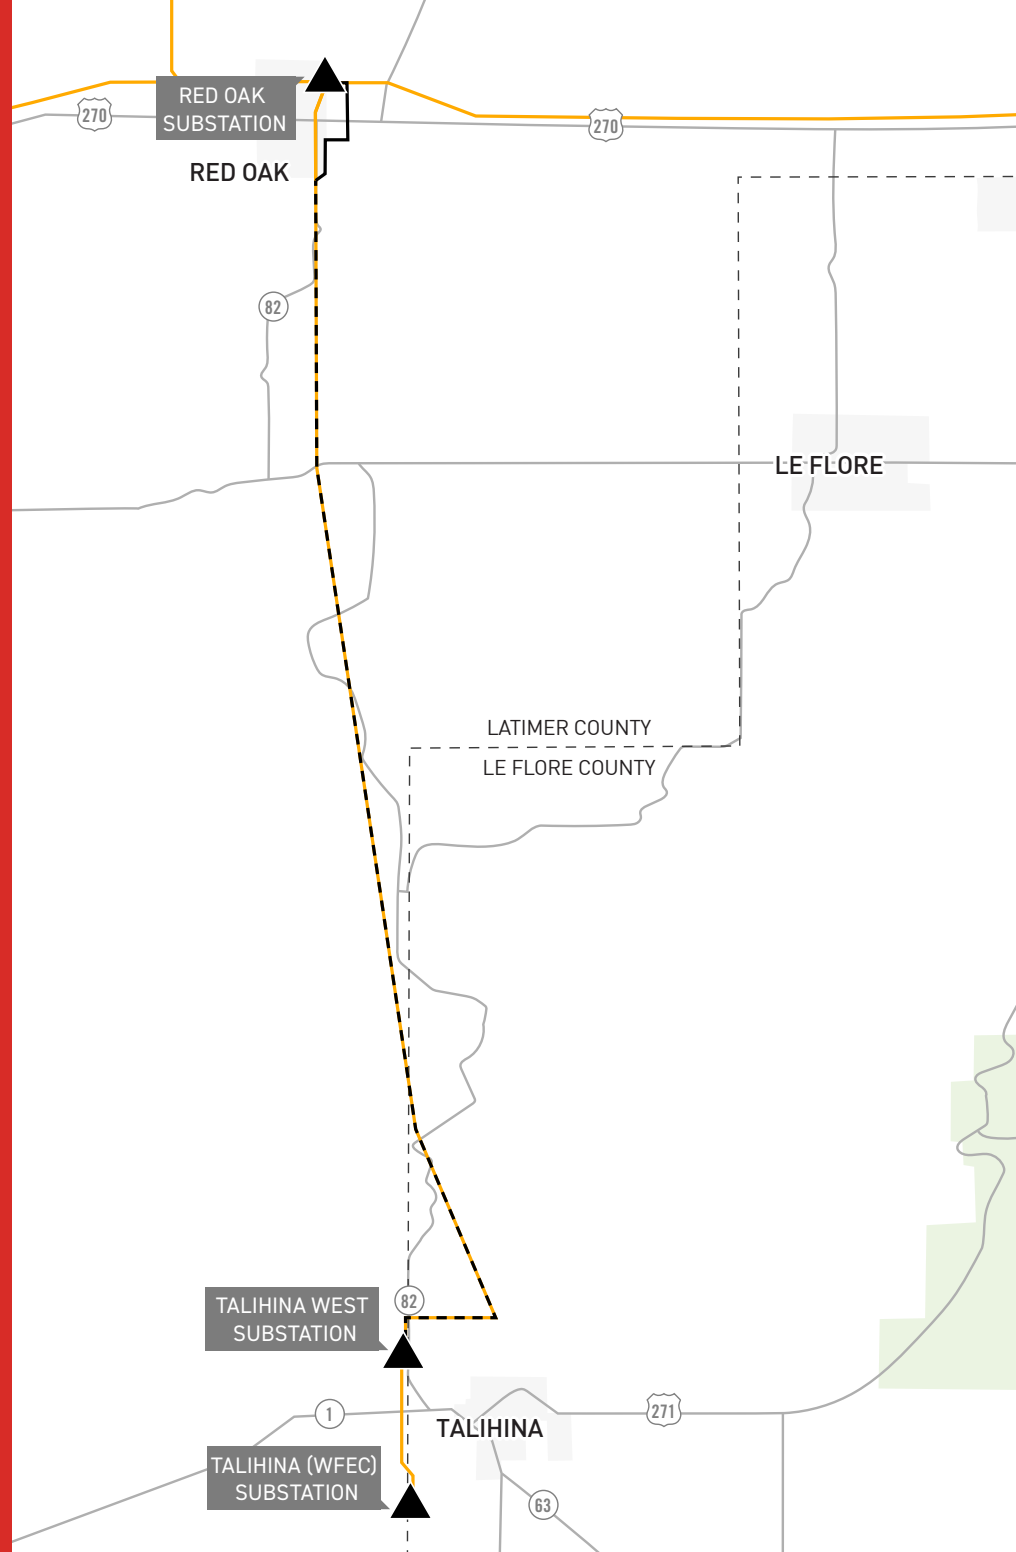 RED OAK
SUBSTATION
270
270
RED OAK
82
LE FLORE
LATIMER COUNTY
LE FLORE COUNTY
82
TALIHINA WEST
SUBSTATION
1
271
TALIHINA
TALIHINA (WFEC)
SUBSTATION
63